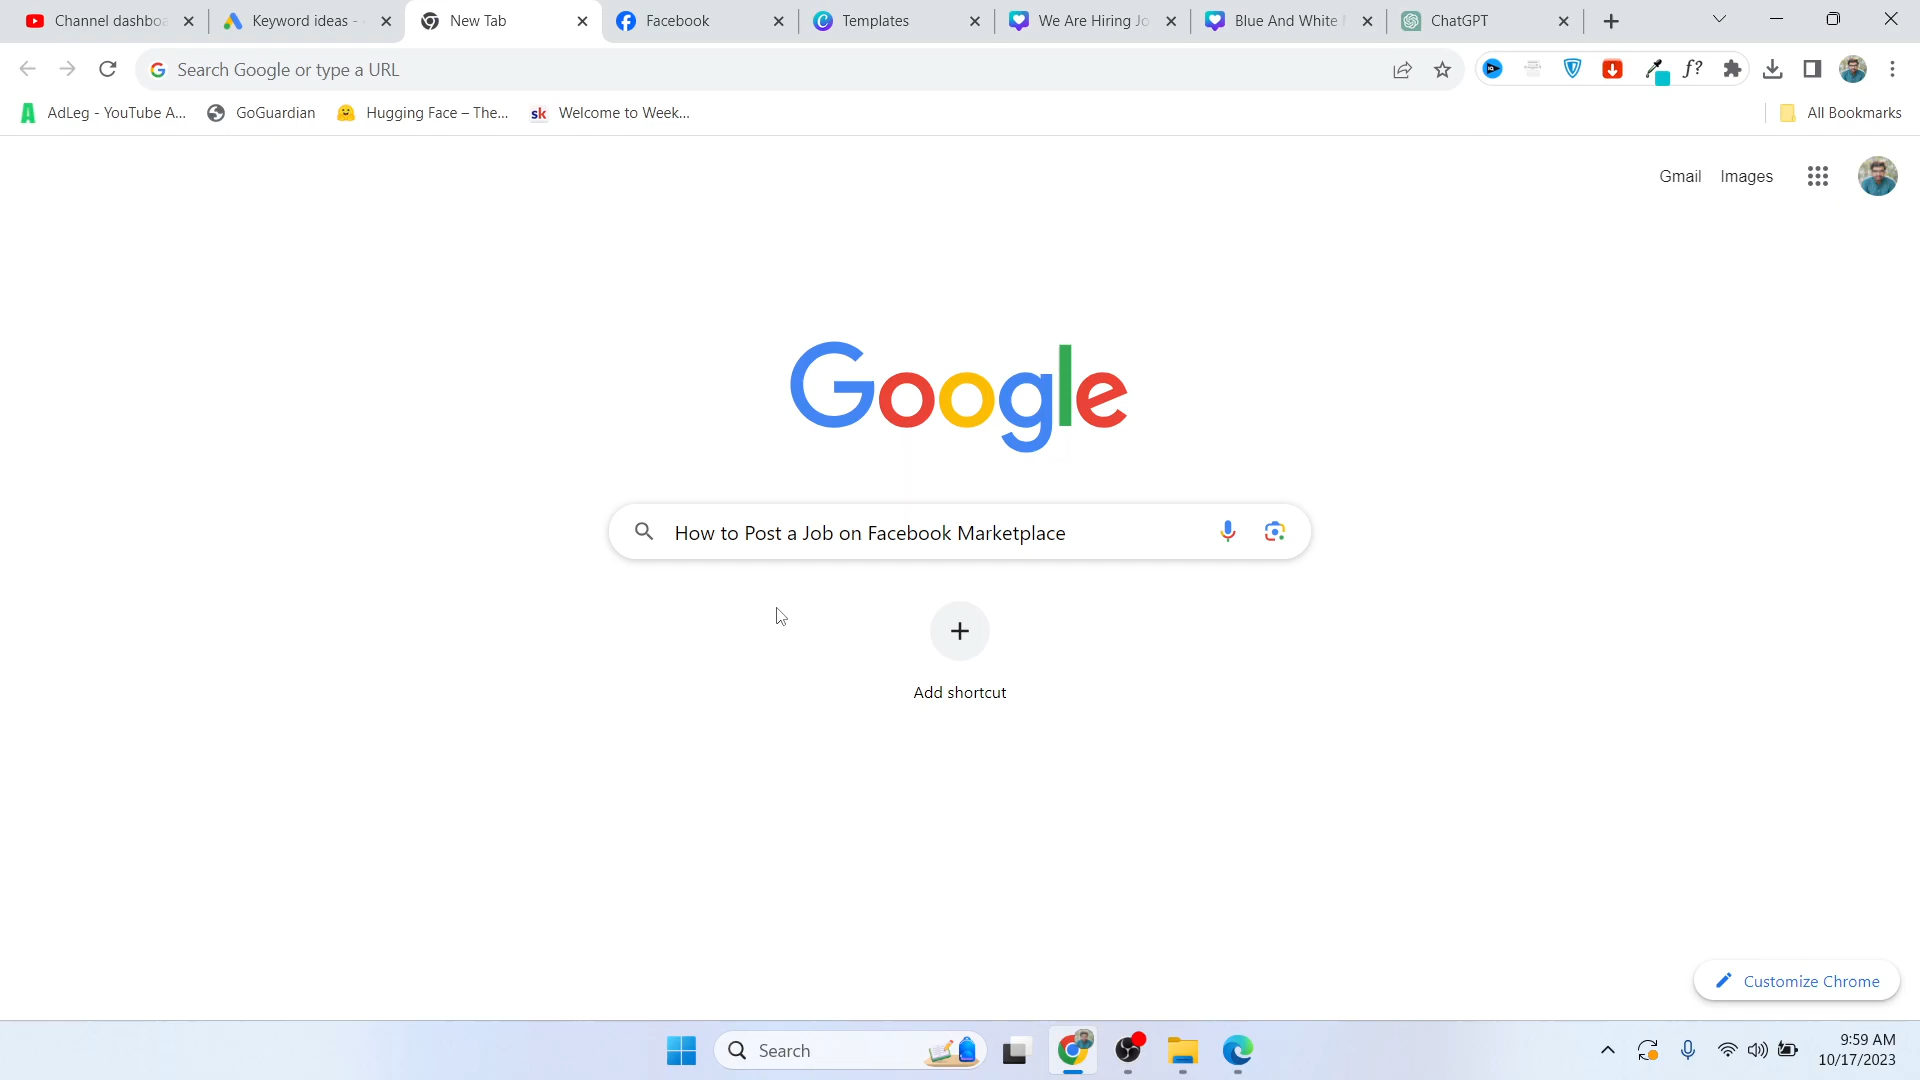 Channel dashboa
Keyword ideas -
New Tab
Facebook
Templates
We Are Hiring Jo
Blue And White
ChatGPT
Search Google or type a URL
AdLeg - YouTube A...
GoGuardian
Hugging Face – The...
sk
Welcome to Week...
All Bookmarks
Gmail
Images
Google
How to Post a Job on Facebook Marketplace
Add shortcut
Customize Chrome
Search
9:59 AM
10/17/2023